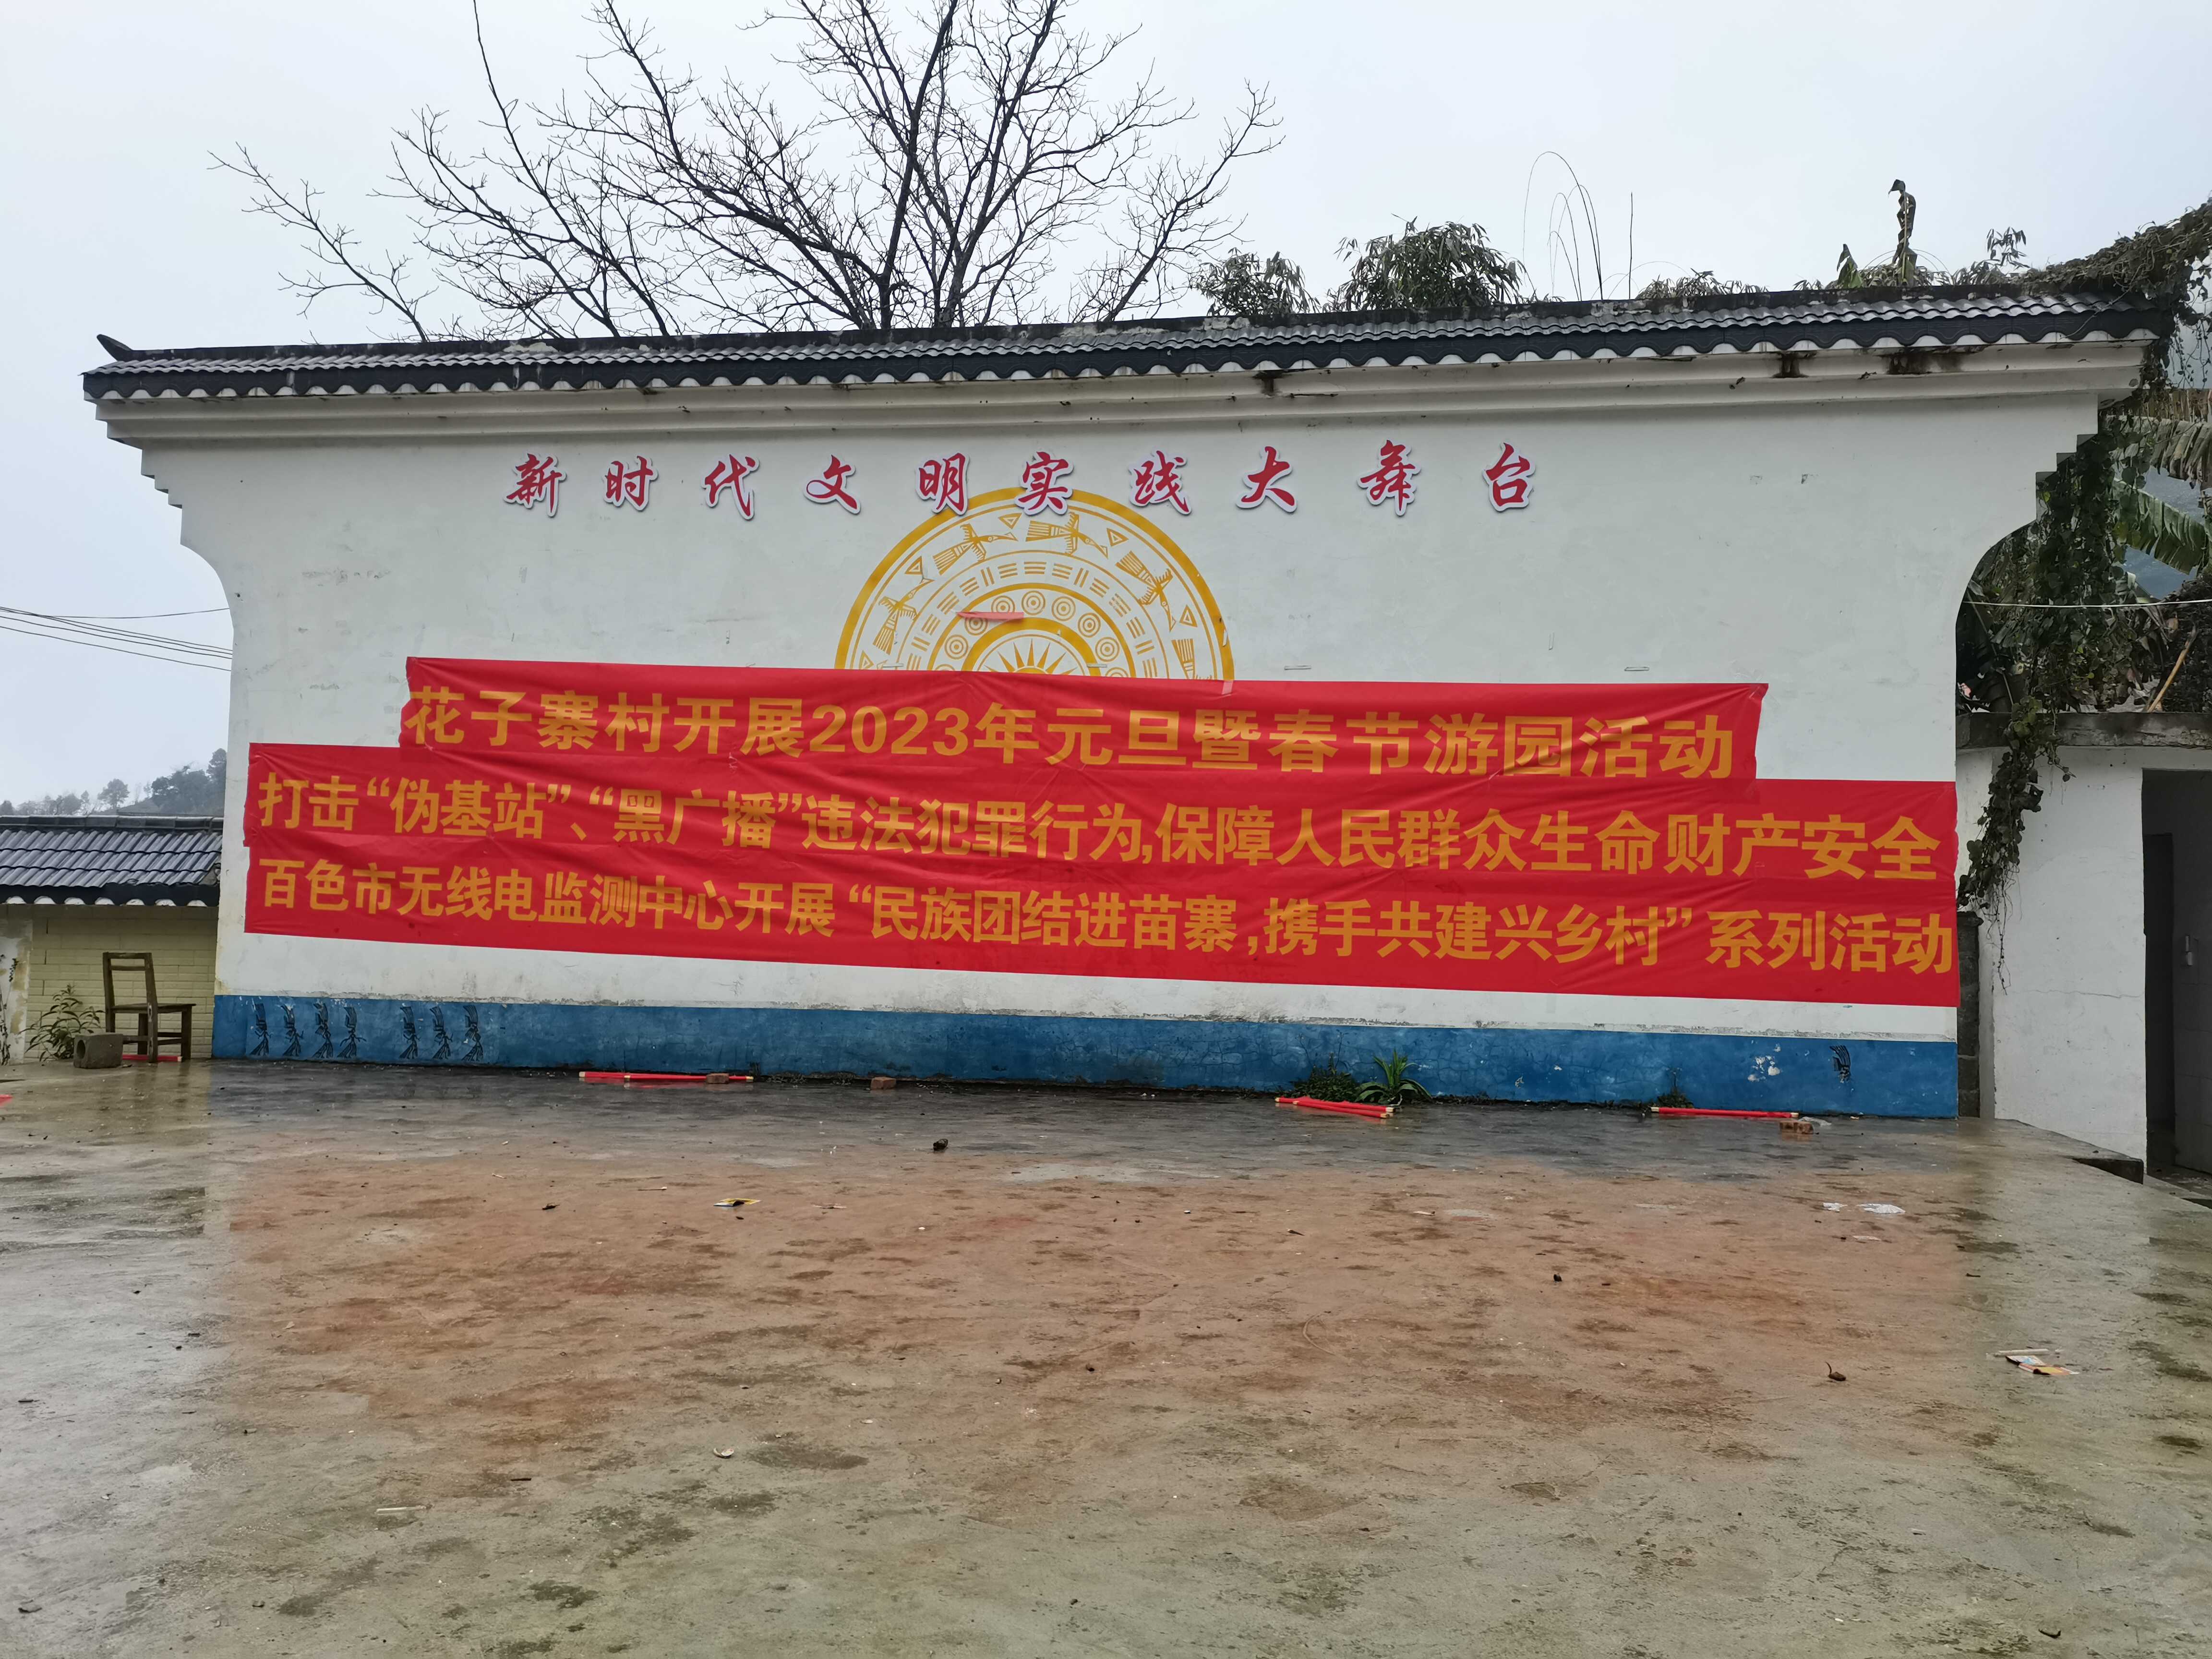 新时代文明实践大舞台
花子寨村开展2023年元旦暨春节游园活动
打击“伪基站”、“黑广播”违法犯罪行为,保障人民群众生命财产安全
百色市无线电监测中心开展“民族团结进苗寨,携手共建兴乡村”系列活动